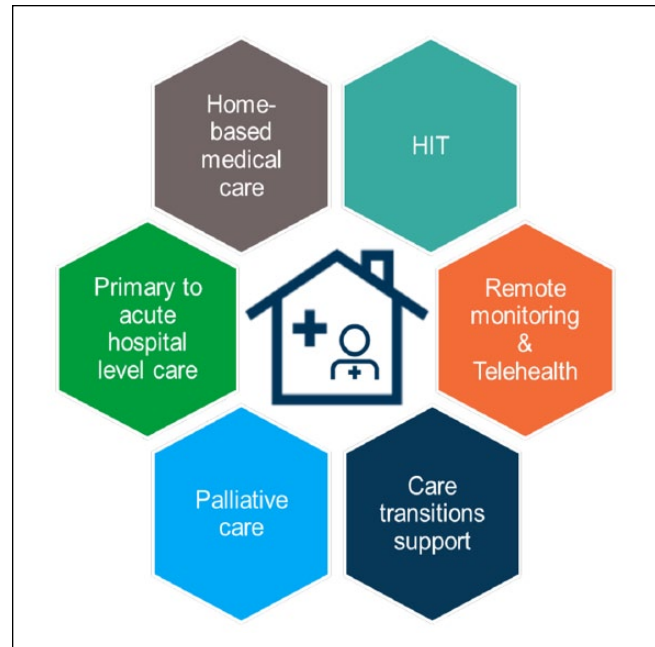 Home-
based
medical
care
HIT
Primary to
acute
hospital
level care
Remote
monitoring
&
Telehealth
Palliative
care
Care
transitions
support